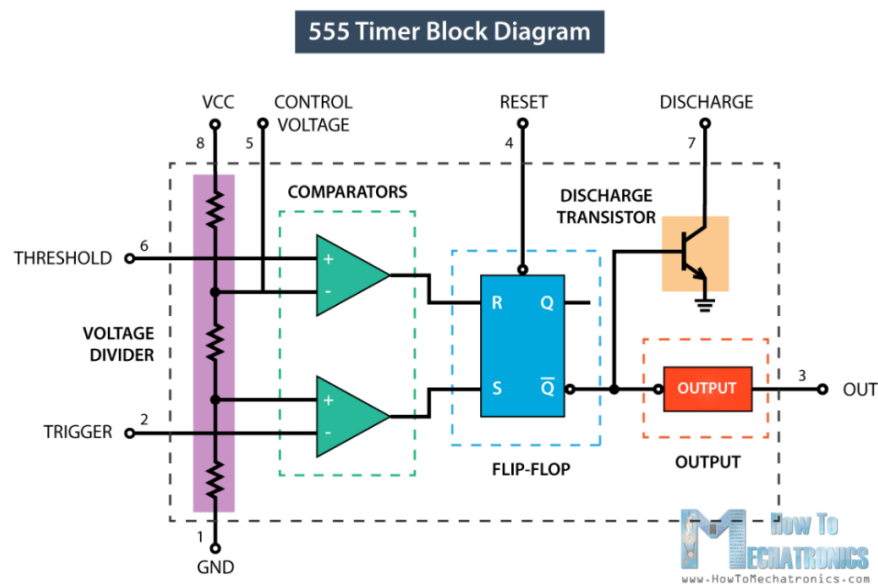 555 Timer Block Diagram
VCC
CONTROL
VOLTAGE
RESET
DISCHARGE
8
5
4
7
COMPARATORS
DISCHARGE
TRANSISTOR
THRESHOLD
6
+
-
R
Q
VOLTAGE
DIVIDER
S
Q̅
OUTPUT
3
OUT
TRIGGER
2
+
-
FLIP-FLOP
OUTPUT
1
GND
How To
MECHATRONICS
www.HowToMechatronics.com